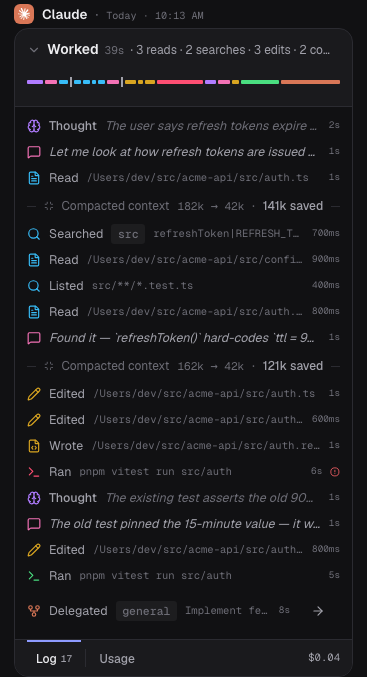 Claude · Today · 10:13 AM
Worked 39s · 3 reads · 2 searches · 3 edits · 2 co…
Thought The user says refresh tokens expire … 2s
Let me look at how refresh tokens are issued … 1s
Read /Users/dev/src/acme-api/src/auth.ts 1s
Compacted context 182k → 42k · 141k saved
Searched src refreshToken|REFRESH_T… 700ms
Read /Users/dev/src/acme-api/src/confi… 900ms
Listed src/**/*.test.ts 400ms
Read /Users/dev/src/acme-api/src/auth.… 800ms
Found it — `refreshToken()` hard-codes `ttl = 9… 1s
Compacted context 162k → 42k · 121k saved
Edited /Users/dev/src/acme-api/src/auth.ts 1s
Edited /Users/dev/src/acme-api/src/auth… 600ms
Wrote /Users/dev/src/acme-api/src/auth.re… 1s
Ran pnpm vitest run src/auth 6s
Thought The existing test asserts the old 90… 1s
The old test pinned the 15-minute value — it w… 1s
Edited /Users/dev/src/acme-api/src/auth… 800ms
Ran pnpm vitest run src/auth 5s
Delegated general Implement fe… 8s →
Log 17 Usage $0.04